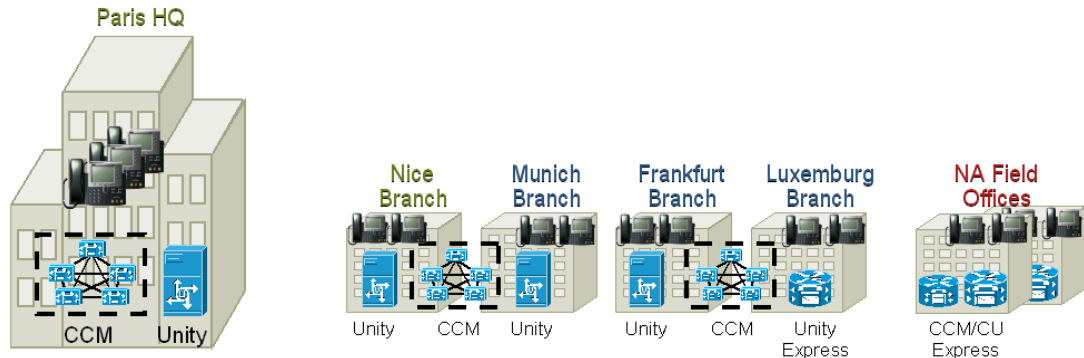 Paris HQ
CCM
Unity
Nice
Branch
Munich
Branch
Frankfurt
Branch
Luxemburg
Branch
NA Field
Offices
Unity
CCM
Unity
Unity
CCM
Unity
Express
CCM/CU
Express